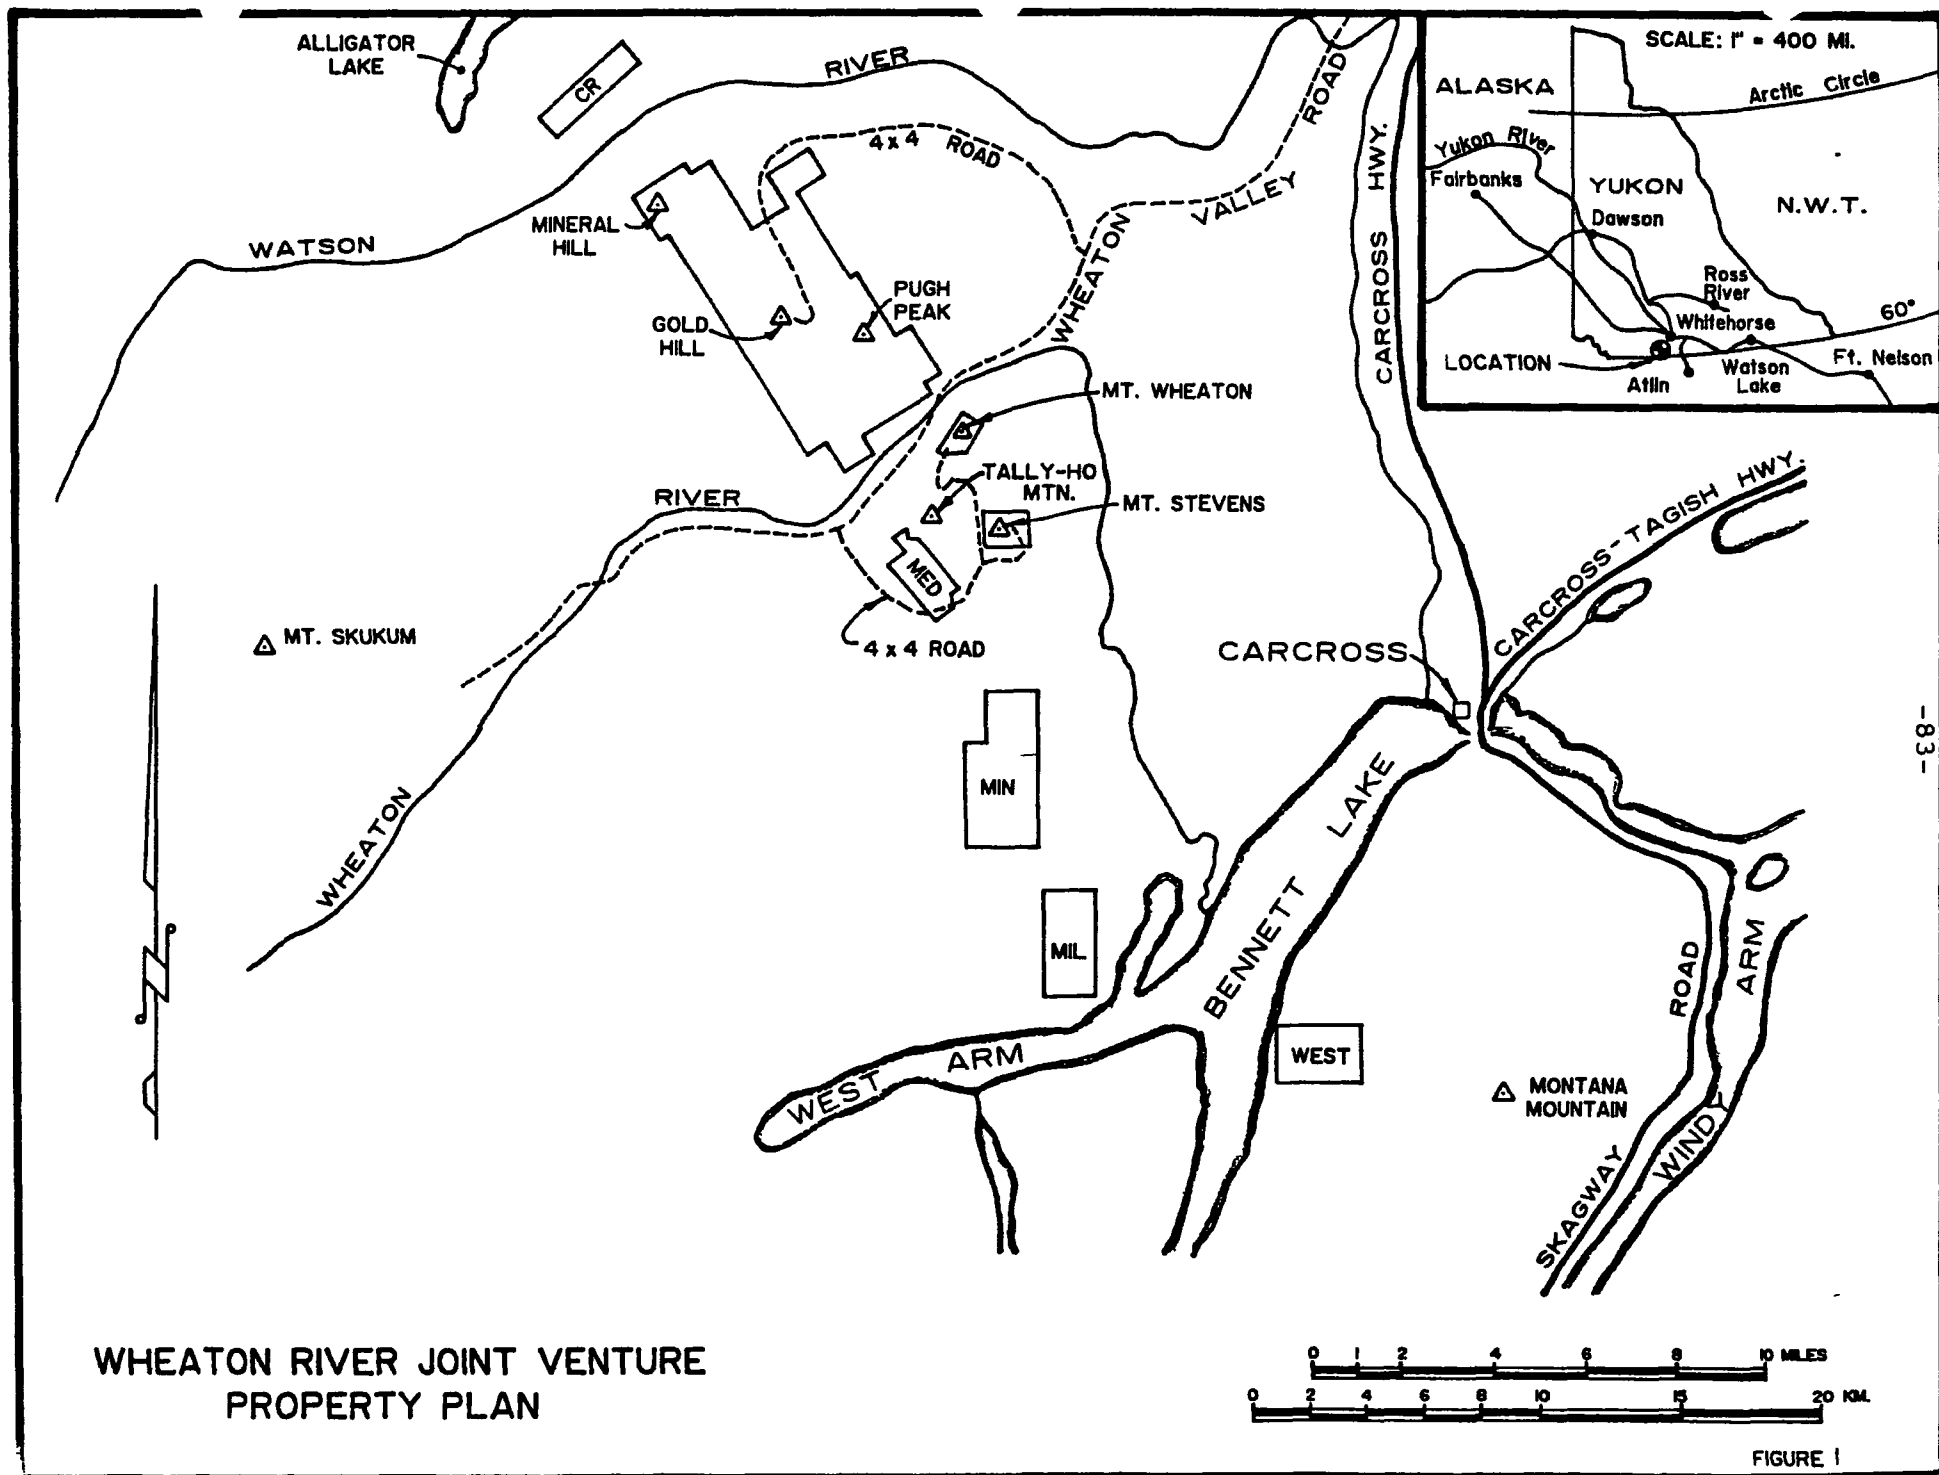 ALLIGATOR
LAKE
CR
RIVER
WATSON
4 x 4 ROAD
MINERAL
HILL
GOLD
HILL
PUGH
PEAK
WHEATON
VALLEY
ROAD
CARCROSS HWY.
CARCROSS HWY.
SCALE: 1" = 400 MI.
ALASKA
Arctic Circle
Yukon River
Fairbanks
YUKON
Dawson
N.W.T.
Ross
River
Whitehorse
60°
LOCATION
Atlin
Watson
Lake
Ft. Nelson
MT. WHEATON
TALLY-HO
MTN.
MT. STEVENS
RIVER
MED
4 x 4 ROAD
MT. SKUKUM
CARCROSS-TAGISH HWY.
CARCROSS
MIN
WHEATON
MIL
BENNETT LAKE
WEST ARM
WEST
MONTANA
MOUNTAIN
SKAGWAY ROAD
WINDY ARM
N
-83-
WHEATON RIVER JOINT VENTURE
PROPERTY PLAN
0 1 2 4 6 8 10 MILES
0 2 4 6 8 10 15 20 KM.
FIGURE 1